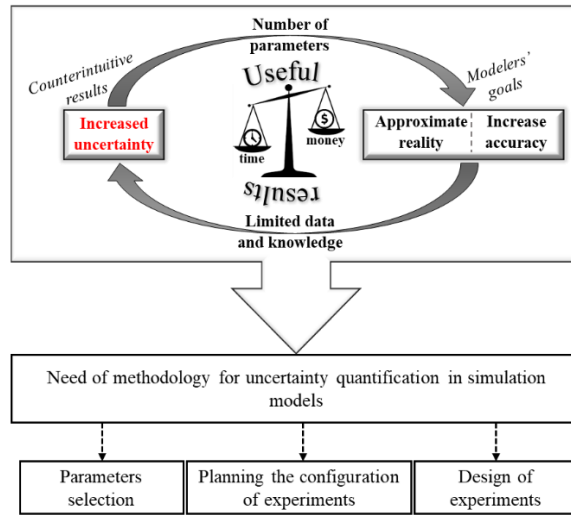 Number of
parameters
Counterintuitive
results
Useful
Modelers'
goals
Increased
uncertainty
time
$
money
Approximate
reality
Increase
accuracy
results
Limited data
and knowledge
Need of methodology for uncertainty quantification in simulation
models
Parameters
selection
Planning the configuration
of experiments
Design of
experiments